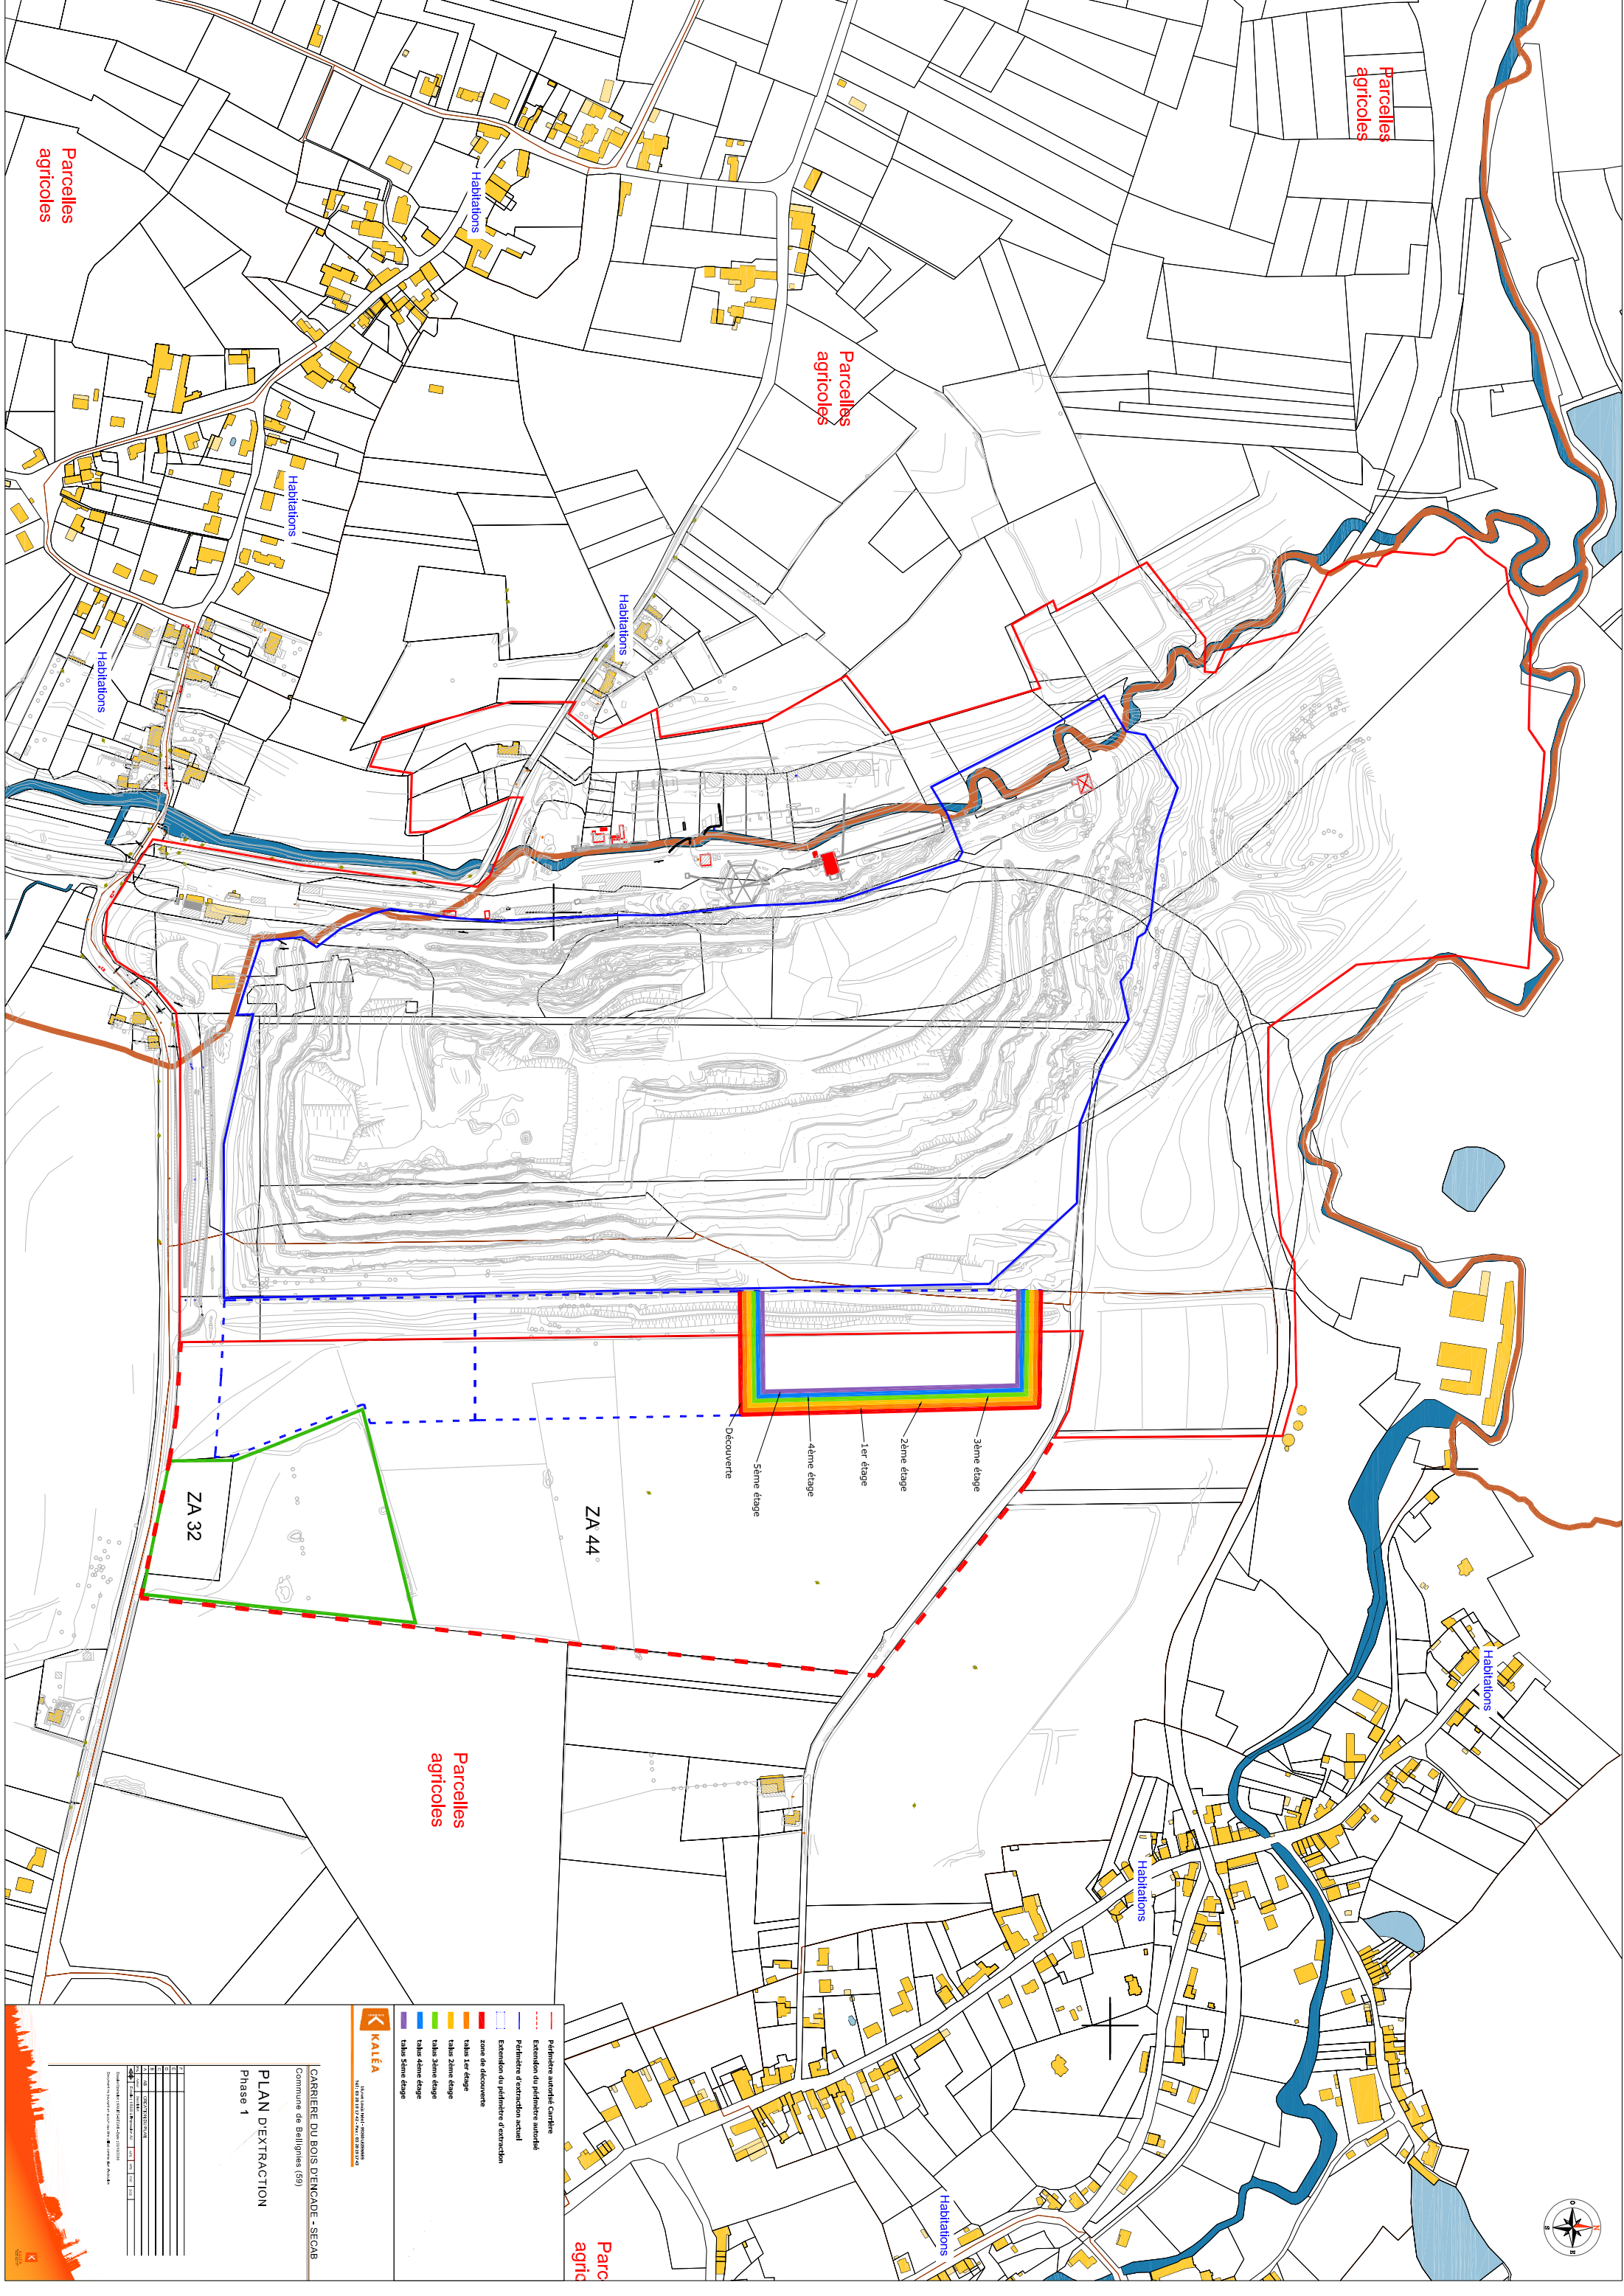 Parcelles
agricoles
Parcelles
agricoles
Habitations
Parcelles
agricoles
Habitations
Habitations
Habitations
Découverte
5ème étage
4ème étage
1er étage
2ème étage
3ème étage
ZA 32
ZA 44
Habitations
Parcelles
agricoles
Habitations
Habitations
Parc
agric
Périmètre autorisé Carrière
Extension du périmètre autorisé
Périmètre d'extraction actuel
Extension du périmètre d'extraction
zone de découverte
talus 1er étage
talus 2ème étage
talus 3ème étage
talus 4ème étage
talus 5ème étage
KALÉA
CARRIERE DU BOIS D'ENCADE - SECAB
Commune de Bellignies (59)
PLAN D'EXTRACTION
Phase 1
N
O
E
S